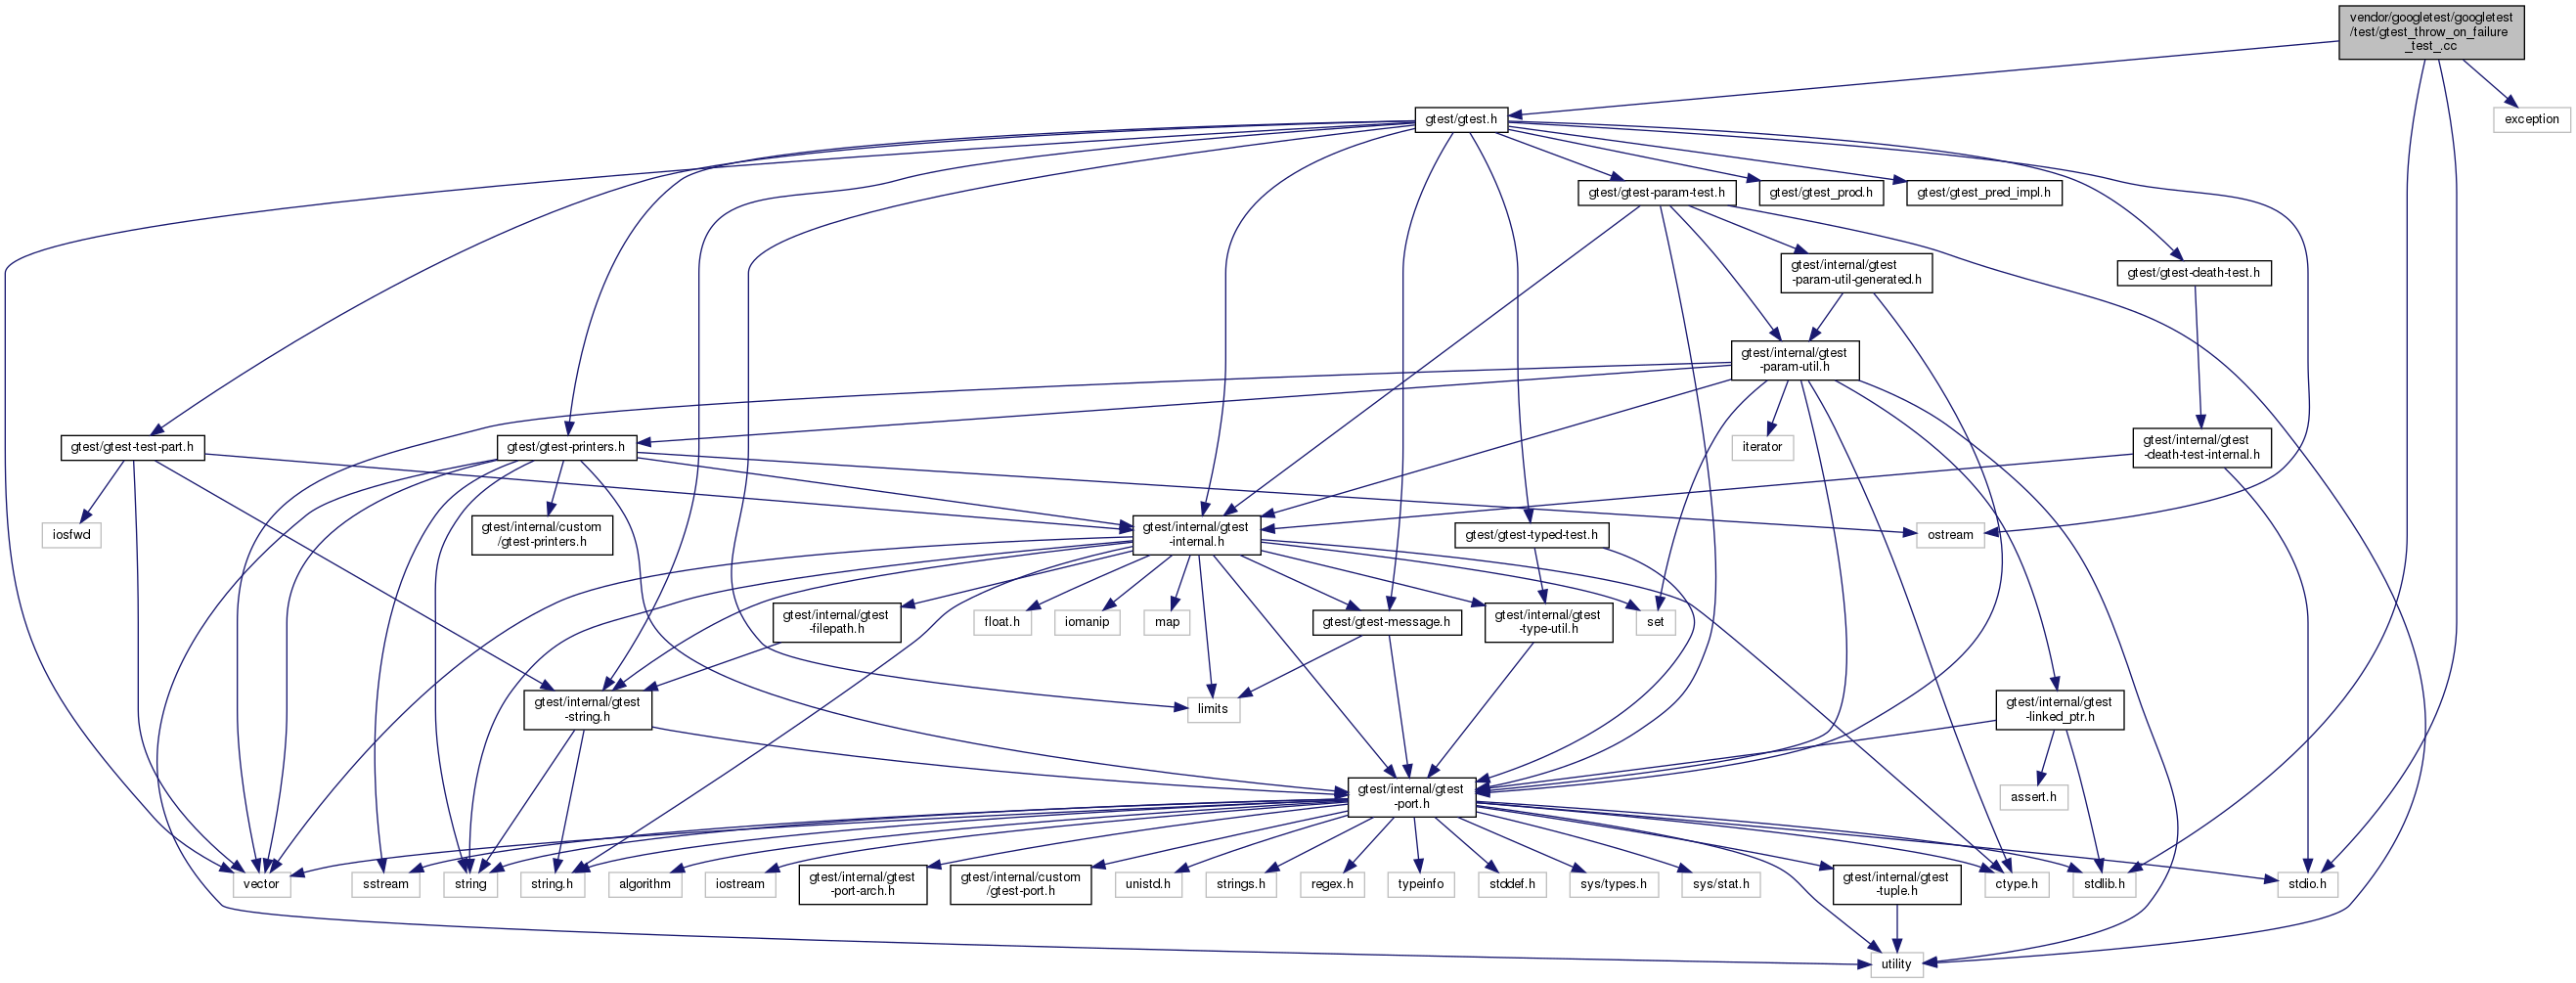 vendor/googletest/googletest
/test/gtest_throw_on_failure
_test_.cc
gtest/gtest.h
exception
gtest/gtest-param-test.h
gtest/gtest_prod.h
gtest/gtest_pred_impl.h
gtest/internal/gtest
-param-util-generated.h
gtest/gtest-death-test.h
gtest/internal/gtest
-param-util.h
gtest/gtest-test-part.h
gtest/gtest-printers.h
iterator
gtest/internal/gtest
-death-test-internal.h
iosfwd
gtest/internal/custom
/gtest-printers.h
gtest/internal/gtest
-internal.h
gtest/gtest-typed-test.h
ostream
gtest/internal/gtest
-filepath.h
float.h
iomanip
map
gtest/gtest-message.h
gtest/internal/gtest
-type-util.h
set
gtest/internal/gtest
-string.h
limits
gtest/internal/gtest
-linked_ptr.h
gtest/internal/gtest
-port.h
assert.h
vector
sstream
string
string.h
algorithm
iostream
gtest/internal/gtest
-port-arch.h
gtest/internal/custom
/gtest-port.h
unistd.h
strings.h
regex.h
typeinfo
stddef.h
sys/types.h
sys/stat.h
gtest/internal/gtest
-tuple.h
ctype.h
stdlib.h
stdio.h
utility